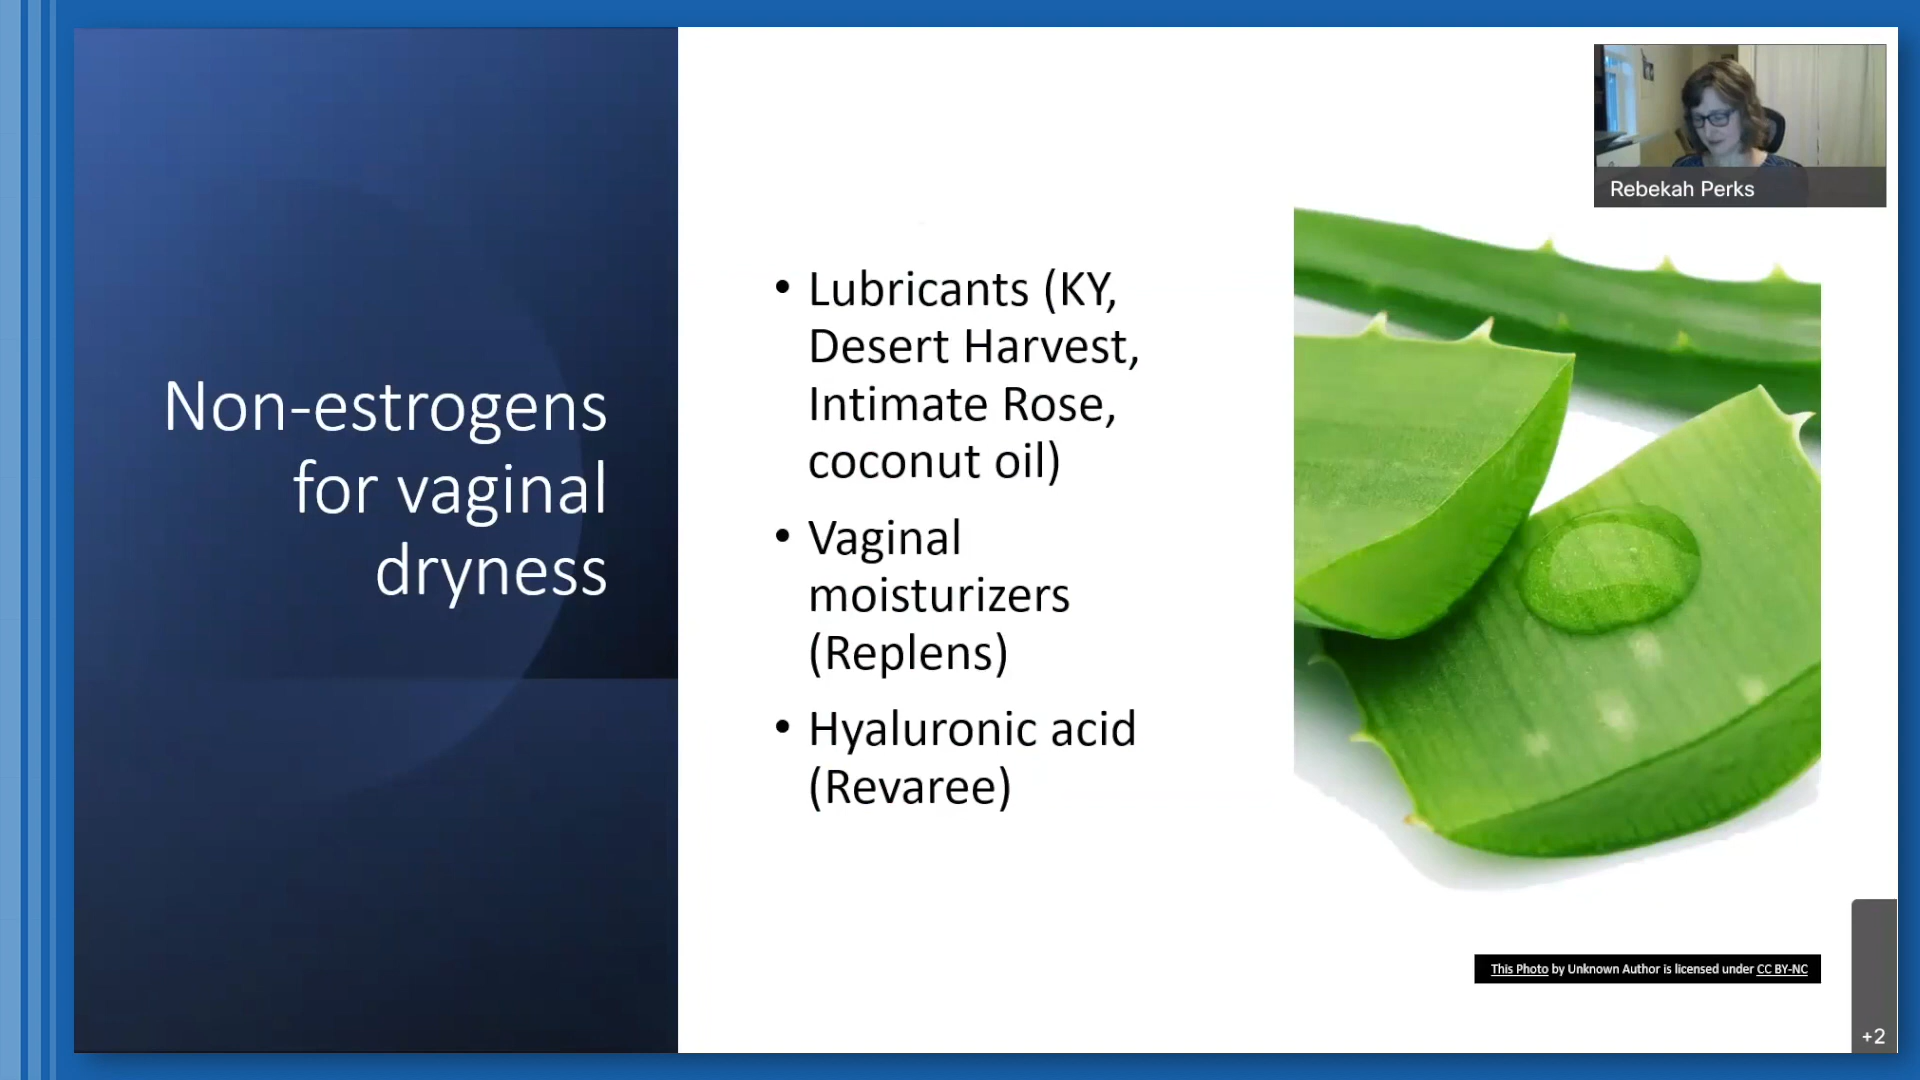 Non-estrogens
for vaginal
dryness
• Lubricants (KY,
Desert Harvest,
Intimate Rose,
coconut oil)
• Vaginal
moisturizers
(Replens)
• Hyaluronic acid
(Revaree)
Rebekah Perks
This Photo by Unknown Author is licensed under CC BY-NC
+2